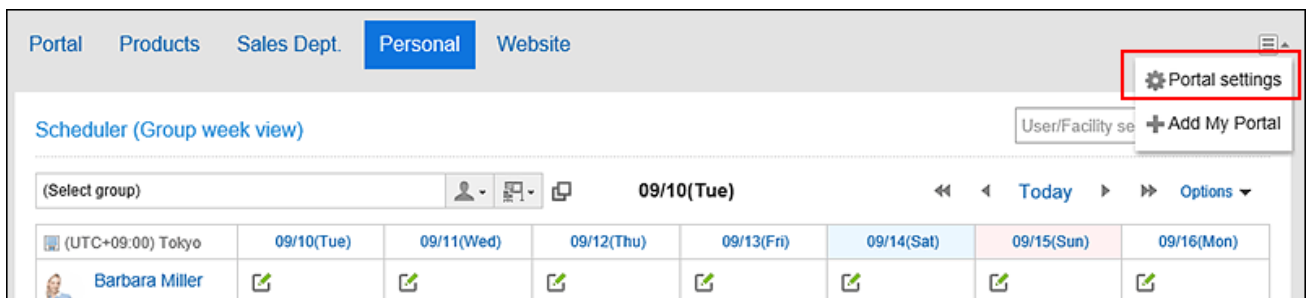 Portal Products Sales Dept. Personal Website
Portal settings
Add My Portal
Scheduler (Group week view)
User/Facility se
(Select group)
09/10(Tue)
Today
Options
(UTC+09:00) Tokyo 09/10(Tue) 09/11(Wed) 09/12(Thu) 09/13(Fri) 09/14(Sat) 09/15(Sun) 09/16(Mon)
Barbara Miller